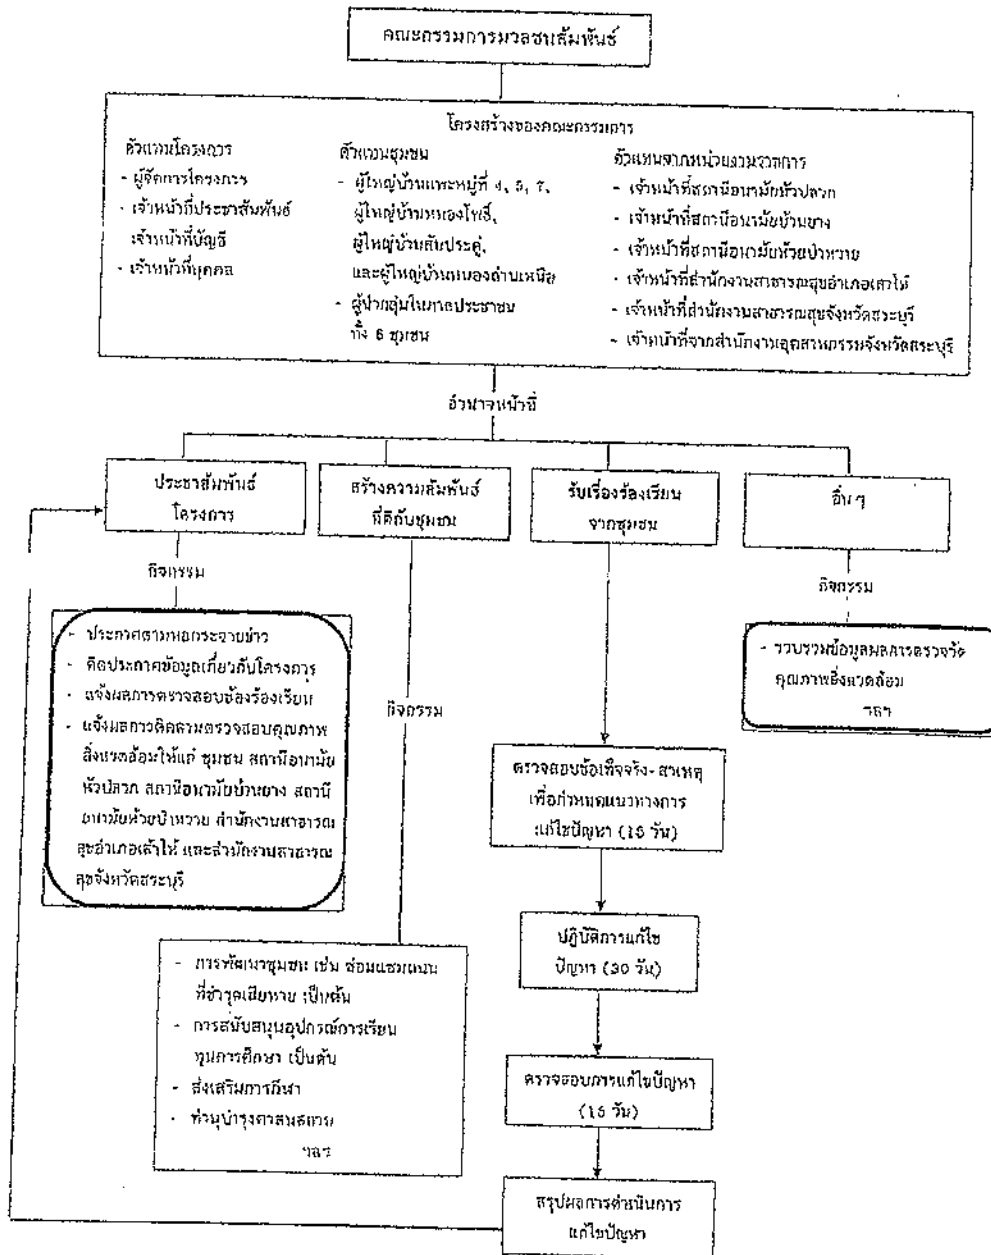 คณะกรรมการมวลชนสัมพันธ์
โครงสร้างของคณะกรรมการ
ตัวแทนโครงการ
- ผู้จัดการโครงการ
- เจ้าหน้าที่ประชาสัมพันธ์
เจ้าหน้าที่บัญชี
- เจ้าหน้าที่บุคคล
ตัวแทนชุมชน
- ผู้ใหญ่บ้านแพะหมู่ที่ 4, 5, 7,
ผู้ใหญ่บ้านหนองโพธิ์,
ผู้ใหญ่บ้านสันประดู่,
และผู้ใหญ่บ้านหนองถ่านเหนือ
- ผู้นำกลุ่มในภาคประชาชน
ทั้ง 6 ชุมชน
ตัวแทนจากหน่วยงานราชการ
- เจ้าหน้าที่สถานีอนามัยหัวปลวก
- เจ้าหน้าที่สถานีอนามัยบ้านยาง
- เจ้าหน้าที่สถานีอนามัยห้วยป่าหวาย
- เจ้าหน้าที่สำนักงานสาธารณสุขอำเภอเสาไห้
- เจ้าหน้าที่สำนักงานสาธารณสุขจังหวัดสระบุรี
- เจ้าหน้าที่จากสำนักงานอุตสาหกรรมจังหวัดสระบุรี
อำนาจหน้าที่
ประชาสัมพันธ์
โครงการ
สร้างความสัมพันธ์
ที่ดีกับชุมชน
รับเรื่องร้องเรียน
จากชุมชน
อื่นๆ
กิจกรรม
- ประกาศตามหอกระจายข่าว
- ติดประกาศข้อมูลเกี่ยวกับโครงการ
- แจ้งผลการตรวจสอบข้อร้องเรียน
- แจ้งผลการติดตามตรวจสอบคุณภาพ
สิ่งแวดล้อมให้แก่ ชุมชน สถานีอนามัย
หัวปลวก สถานีอนามัยบ้านยาง สถานี
อนามัยห้วยป่าหวาย สำนักงานสาธารณ
สุขอำเภอเสาไห้ และสำนักงานสาธารณ
สุขจังหวัดสระบุรี
กิจกรรม
- การพัฒนาชุมชน เช่น ซ่อมแซมถนน
ที่ชำรุดเสียหาย เป็นต้น
- การสนับสนุนอุปกรณ์การเรียน
ทุนการศึกษา เป็นต้น
- ส่งเสริมการกีฬา
- ทำนุบำรุงศาสนสถาน
ฯลฯ
ตรวจสอบข้อเท็จจริง-สาเหตุ
เพื่อกำหนดแนวทางการ
แก้ไขปัญหา (15 วัน)
ปฏิบัติการแก้ไข
ปัญหา (30 วัน)
ตรวจสอบการแก้ไขปัญหา
(15 วัน)
สรุปผลการดำเนินการ
แก้ไขปัญหา
กิจกรรม
- รวบรวมข้อมูลผลการตรวจวัด
คุณภาพสิ่งแวดล้อม
ฯลฯ